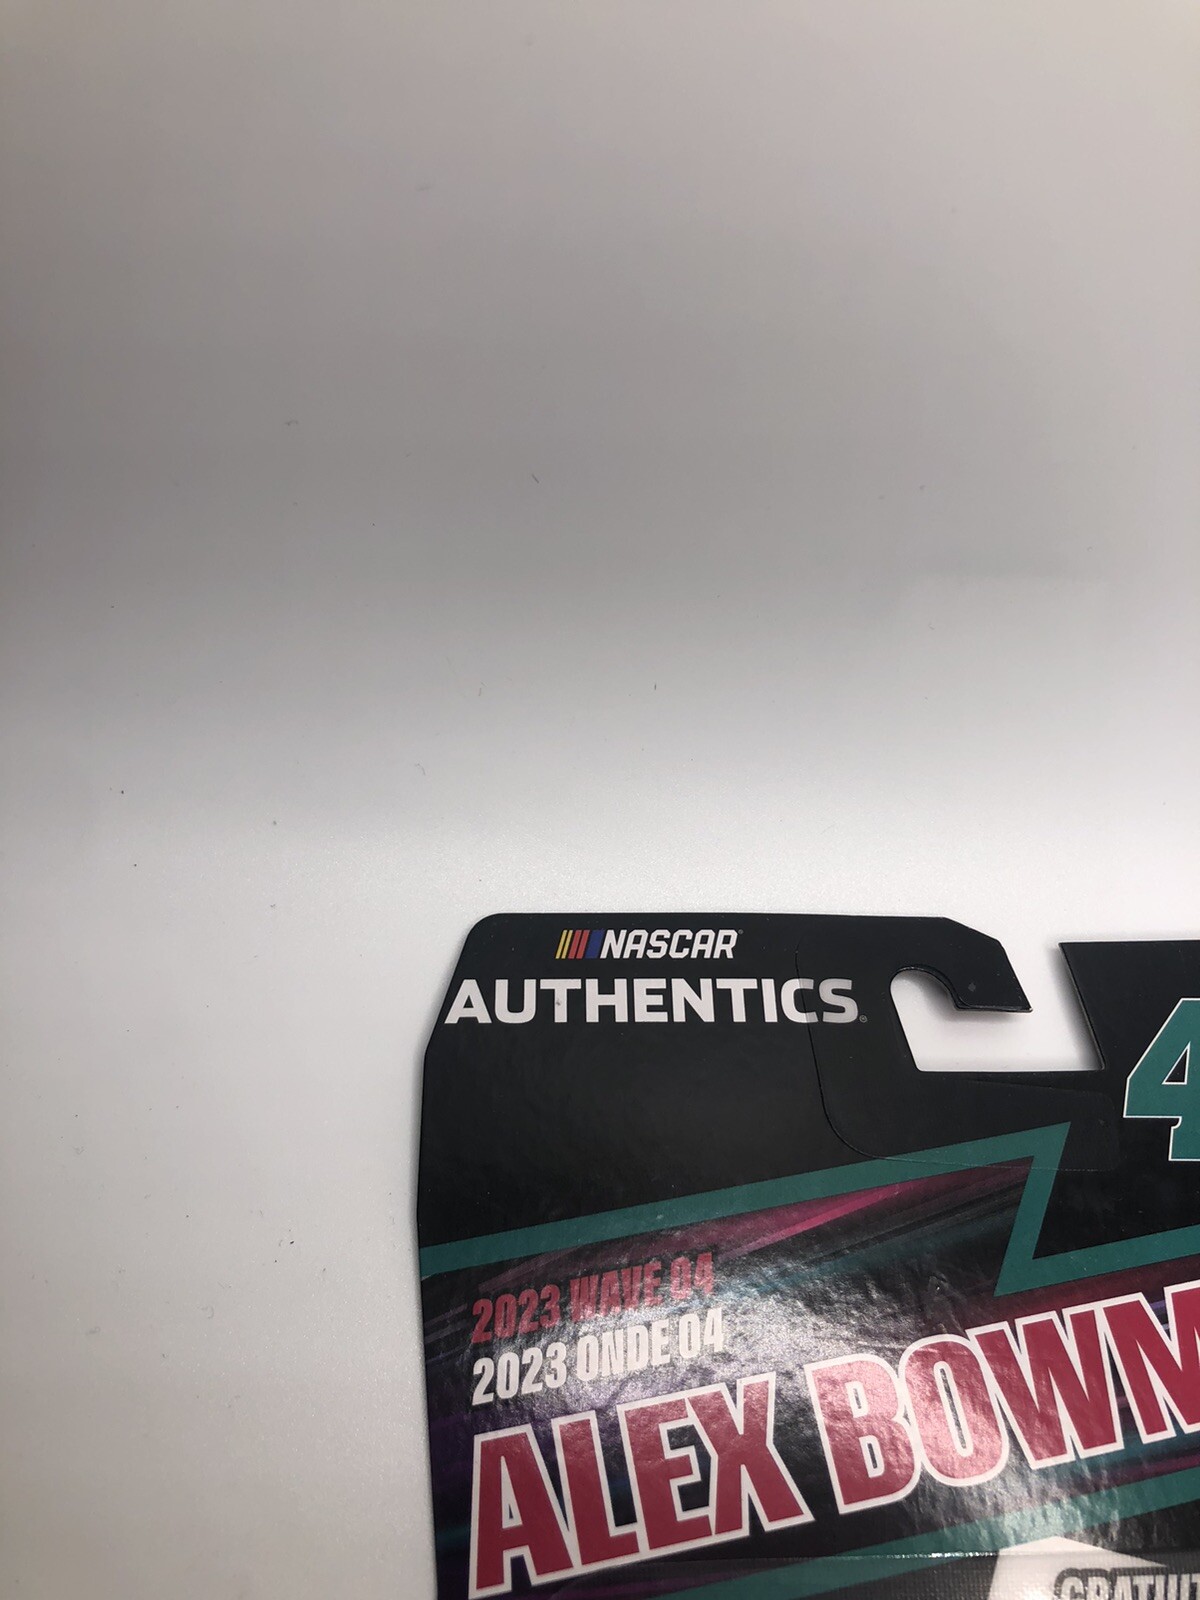 NASCAR
AUTHENTICS®
4
2023 WAVE 04
2023 ONDE 04
ALEX BOWM